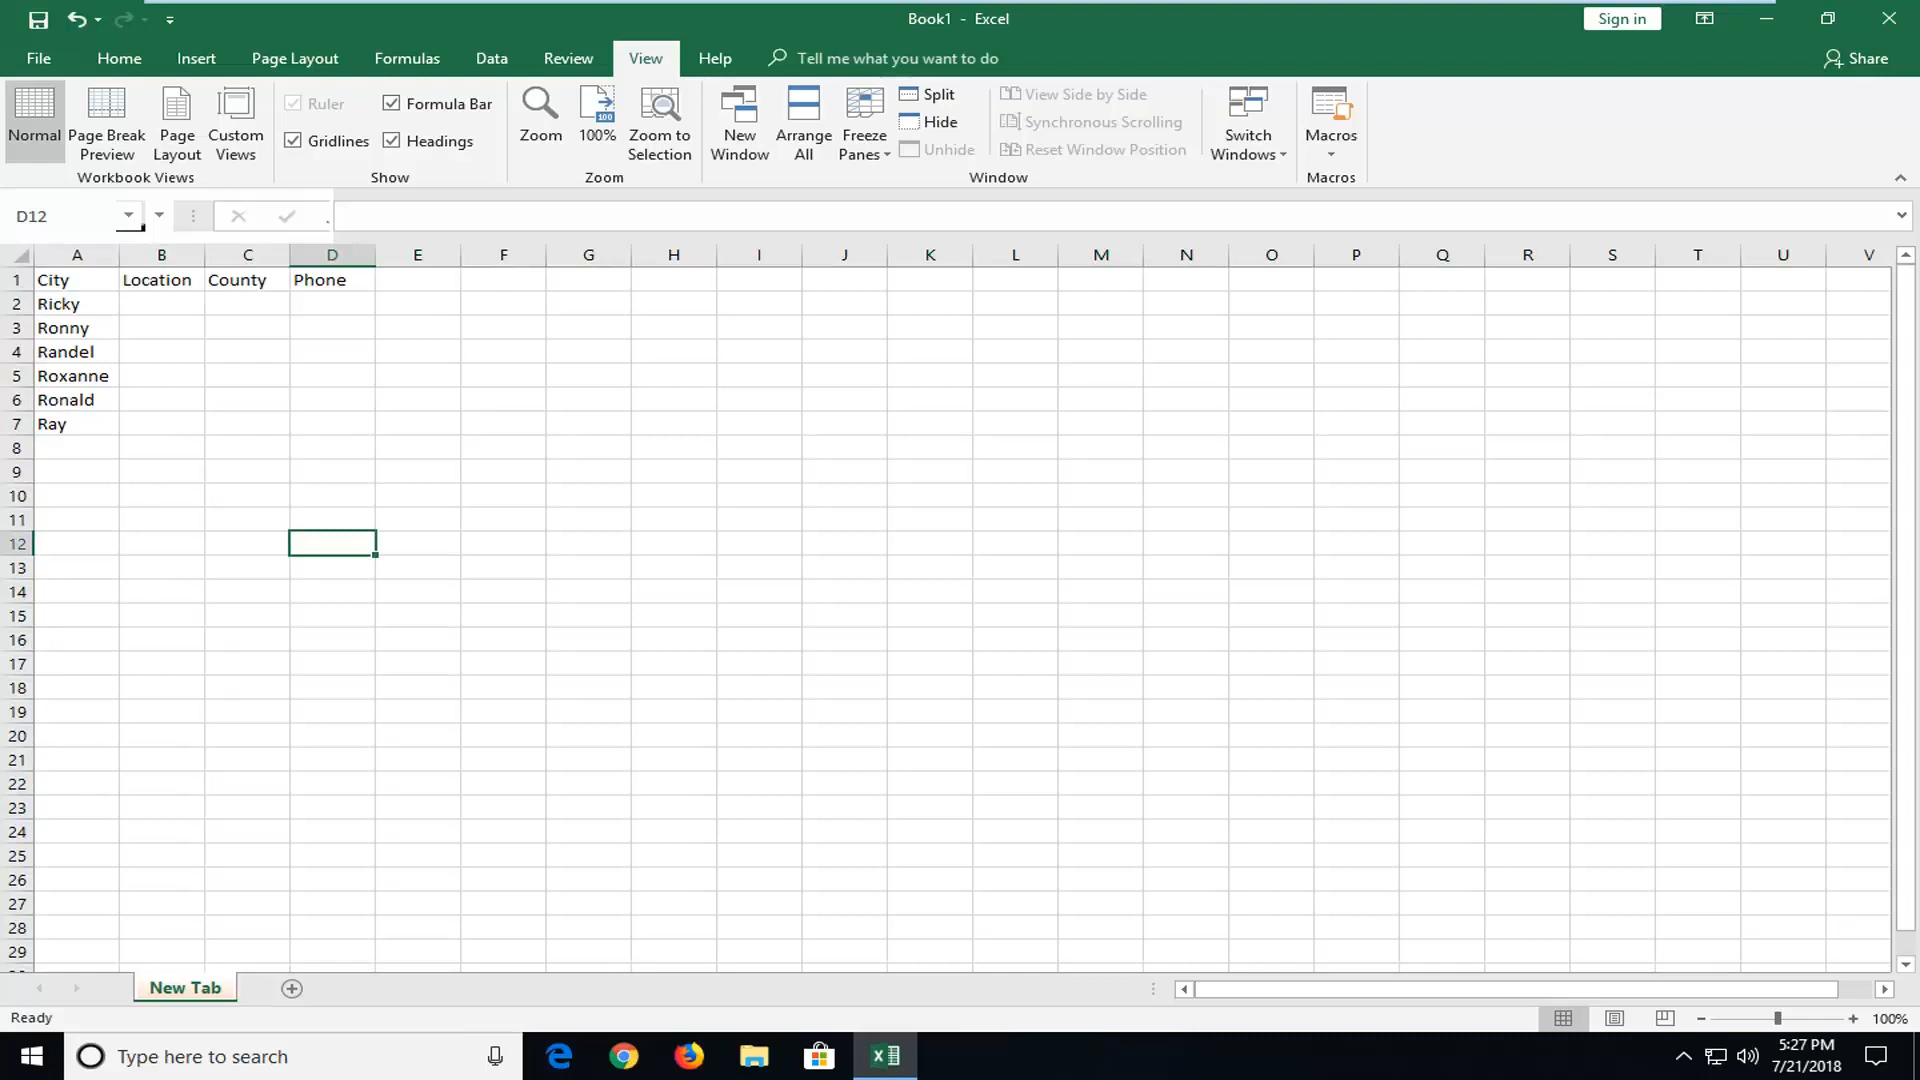 Book1 - Excel
Sign in
File Home Insert Page Layout Formulas Data Review View Help Tell me what you want to do Share
Normal
Page Break Preview
Page Layout
Custom Views
Workbook Views
Ruler
Formula Bar
Gridlines
Headings
Show
Zoom
100
100%
Zoom to Selection
Zoom
New Window
Arrange All
Freeze Panes
Split
Hide
Unhide
View Side by Side
Synchronous Scrolling
Reset Window Position
Window
Switch Windows
Macros
Macros
D12
A B C D E F G H I J K L M N O P Q R S T U V
1 City Location County Phone
2 Ricky
3 Ronny
4 Randel
5 Roxanne
6 Ronald
7 Ray
8
9
10
11
12
13
14
15
16
17
18
19
20
21
22
23
24
25
26
27
28
29
New Tab
Ready
100%
Type here to search
5:27 PM
7/21/2018